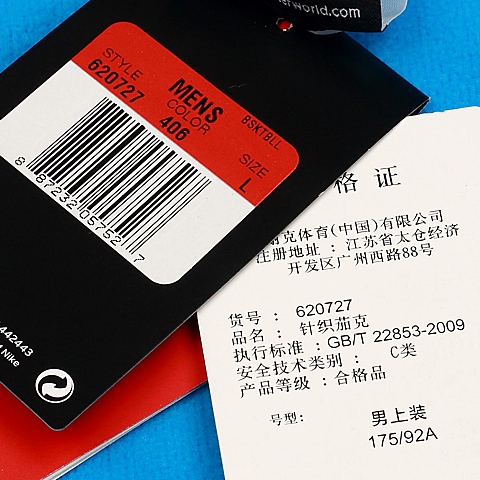 erworld.com
STYLE
620727
MENS
COLOR
406
BSKTBLL
SIZE
L
8 87232 05752 7
442443
Nike
格 证
克体育(中国)有限公司
注册地址：江苏省太仓经济
开发区广州西路88号
货号： 620727
品名： 针织茄克
执行标准：GB/T 22853-2009
安全技术类别： C类
产品等级：合格品
号型: 男上装
175/92A